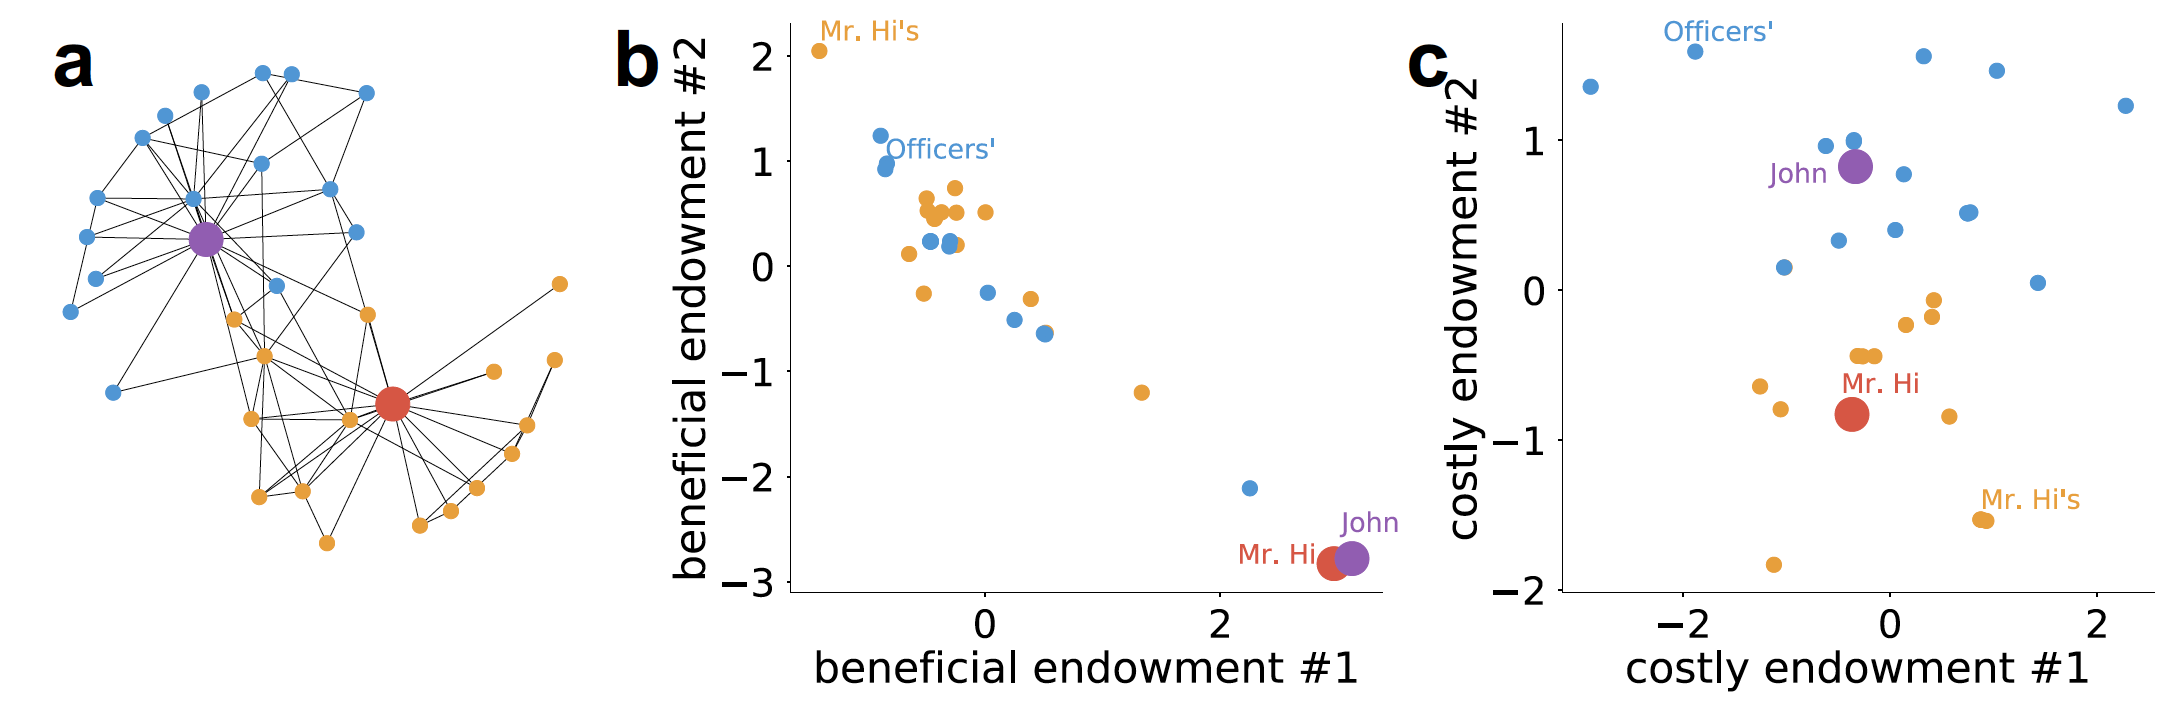 a
b
Mr. Hi's
Officers'
John
Mr. Hi
2
1
0
−1
−2
−3
0
2
beneficial endowment #1
beneficial endowment #2
c
Officers'
John
Mr. Hi
Mr. Hi's
1
0
−1
−2
−2
0
2
costly endowment #1
costly endowment #2